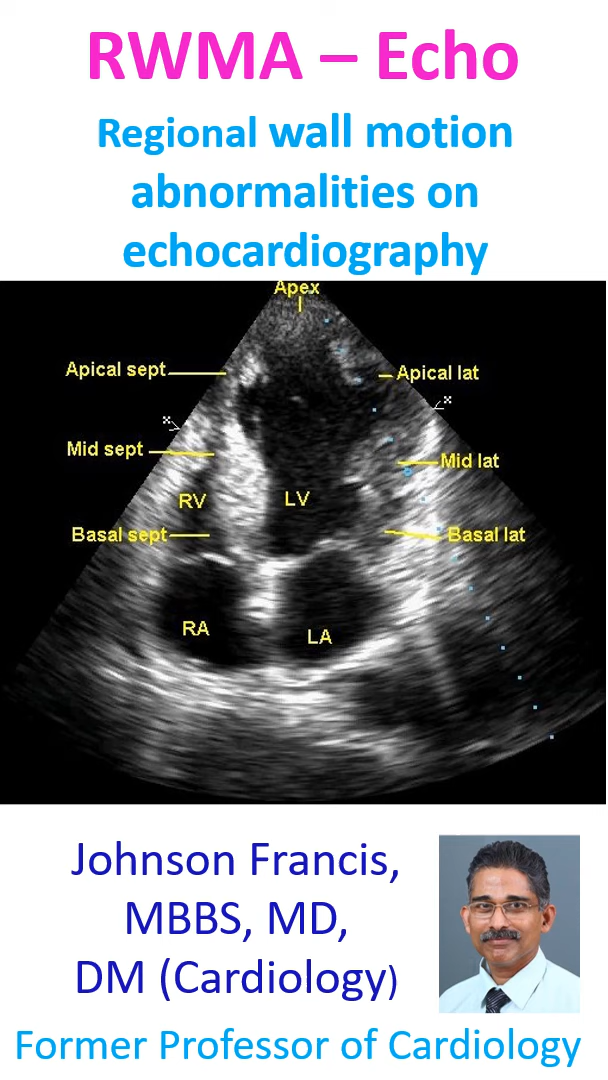 RWMA – Echo
Regional wall motion
abnormalities on
echocardiography
Apex
Apical sept
Apical lat
x
x
Mid sept
Mid lat
RV
LV
Basal sept
Basal lat
RA
LA
Johnson Francis,
MBBS, MD,
DM (Cardiology)
Former Professor of Cardiology